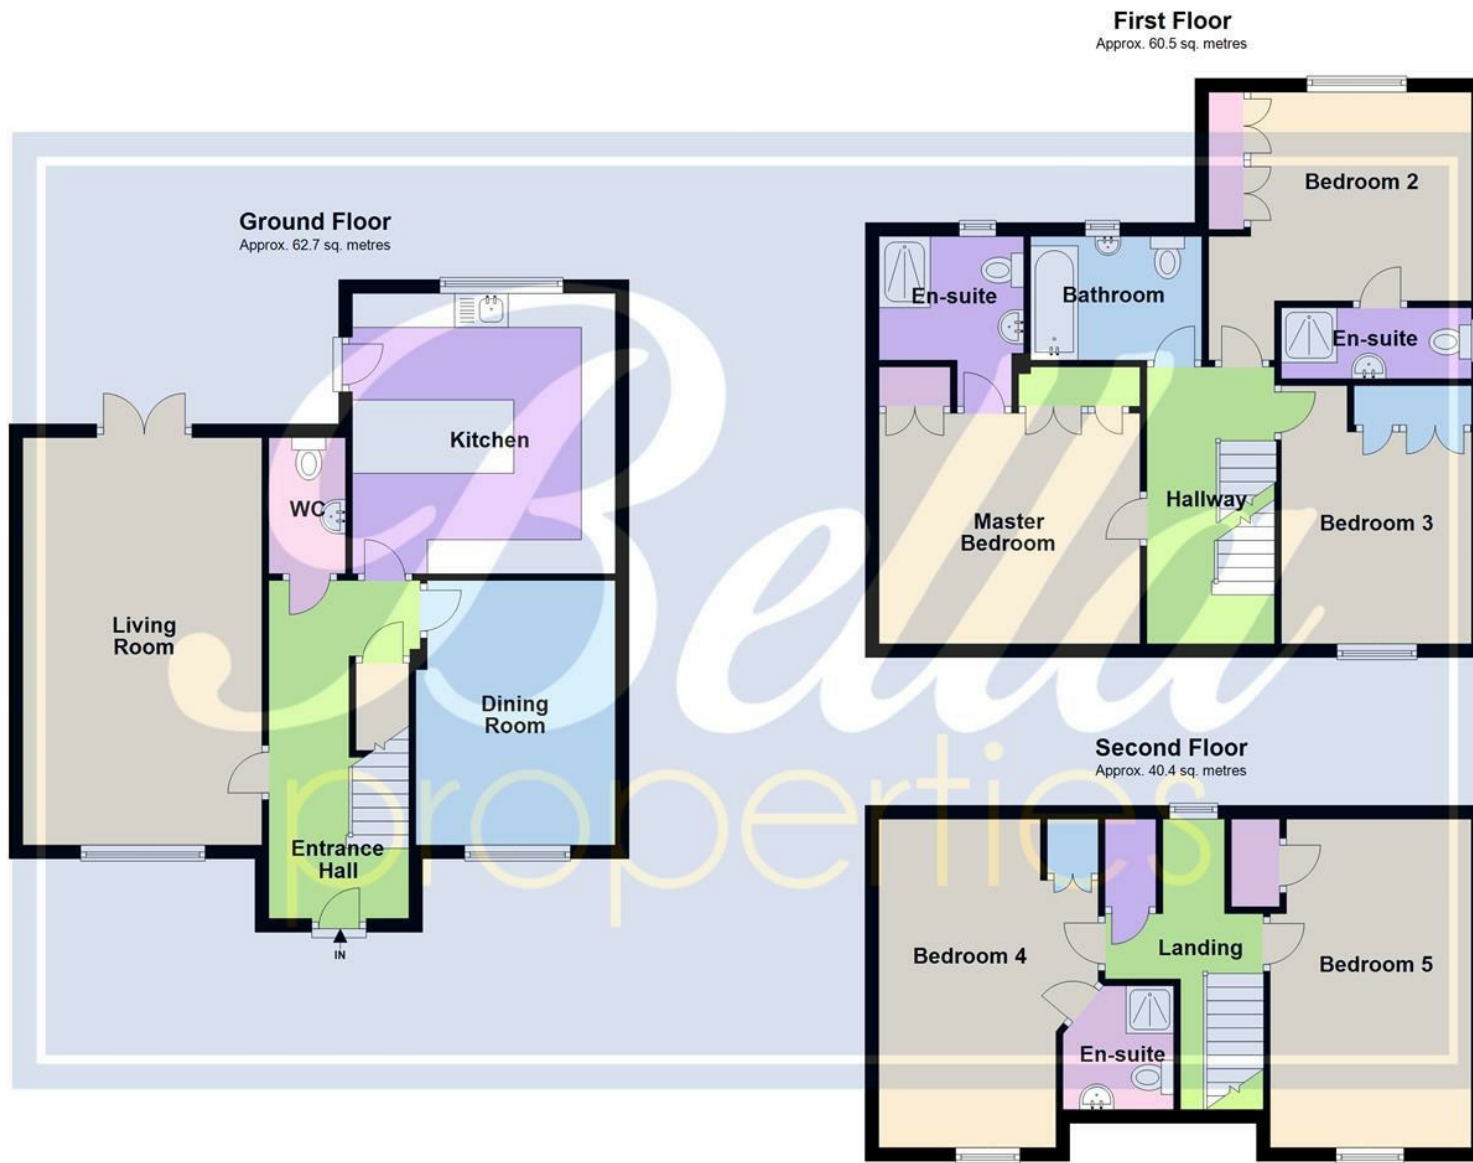 Ground Floor
Approx. 62.7 sq. metres
Kitchen
WC
Living
Room
Dining
Room
Entrance
Hall
IN
First Floor
Approx. 60.5 sq. metres
Bedroom 2
En-suite
Bathroom
En-suite
Hallway
Master
Bedroom
Bedroom 3
Second Floor
Approx. 40.4 sq. metres
Bedroom 4
Landing
Bedroom 5
En-suite
Bella
properties